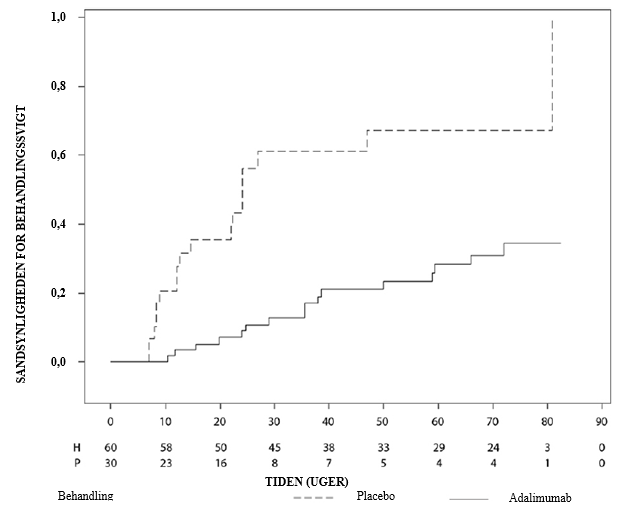 SANDSYNLIGHEDEN FOR BEHANDLINGSSVIGT
1,0
0,8
0,6
0,4
0,2
0,0
0 10 20 30 40 50 60 70 80 90
H 60 58 50 45 38 33 29 24 3 0
P 30 23 16 8 7 5 4 4 1 0
TIDEN (UGER)
Behandling Placebo Adalimumab